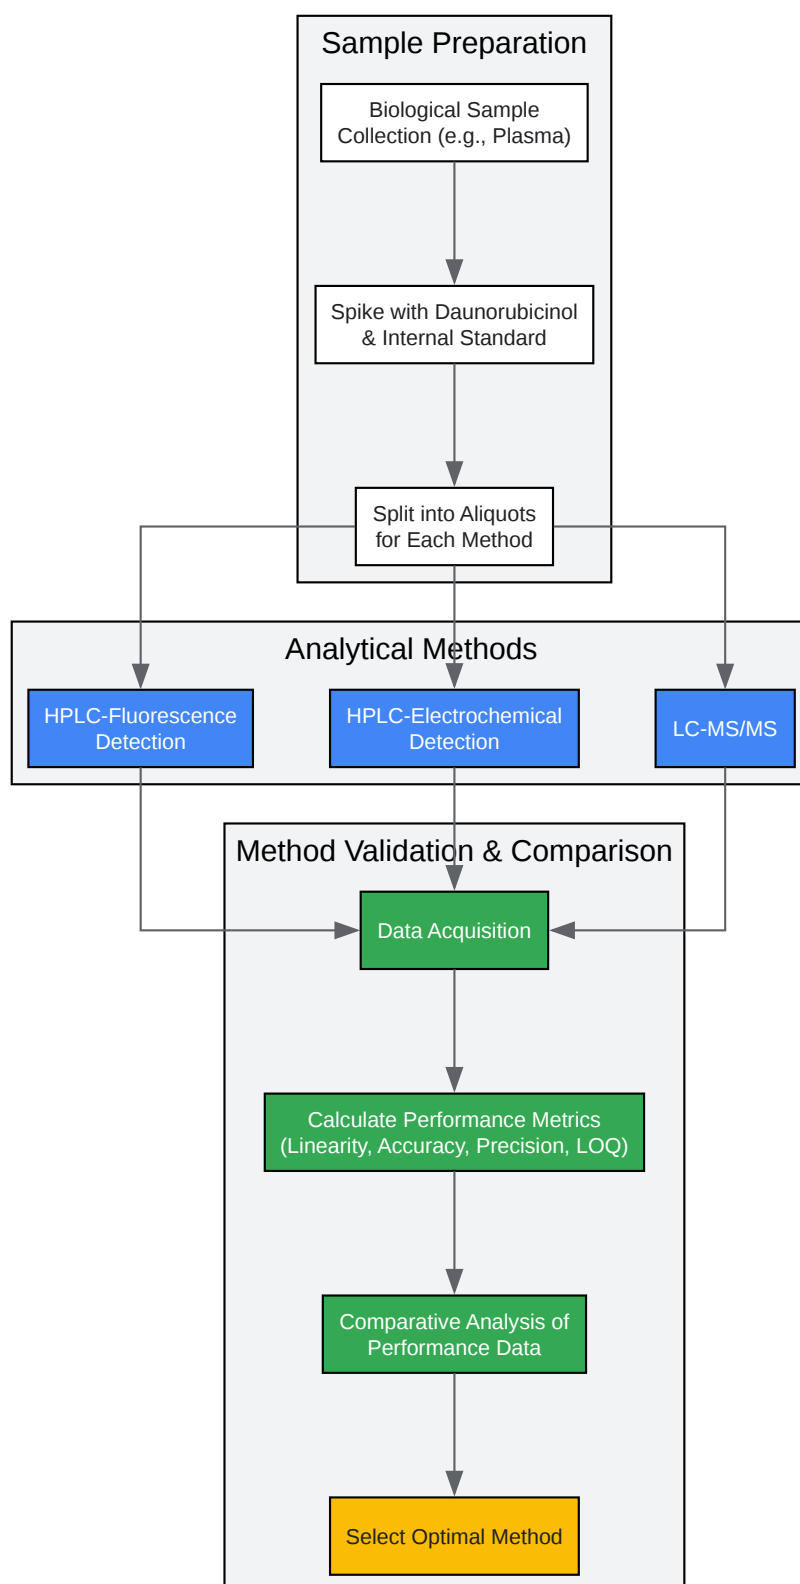 Sample Preparation
Biological Sample
Collection (e.g., Plasma)
Spike with Daunorubicinol
& Internal Standard
Split into Aliquots
for Each Method
Analytical Methods
HPLC-Fluorescence
Detection
HPLC-Electrochemical
Detection
LC-MS/MS
Method Validation & Comparison
Data Acquisition
Calculate Performance Metrics
(Linearity, Accuracy, Precision, LOQ)
Comparative Analysis of
Performance Data
Select Optimal Method